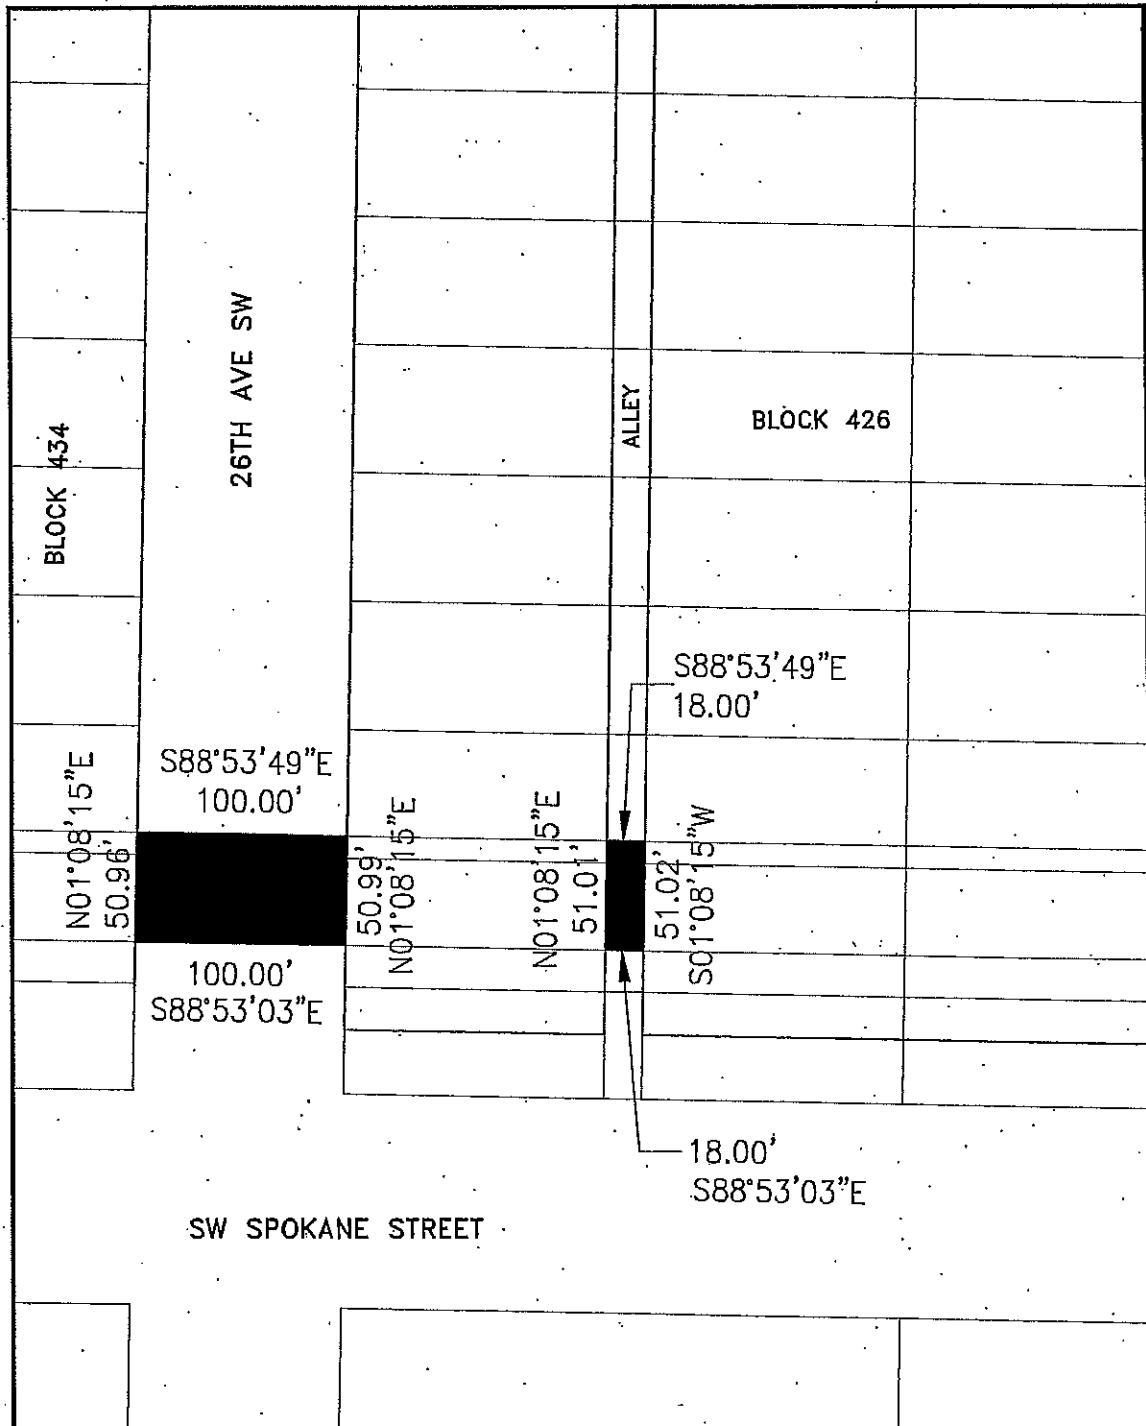 26TH AVE SW
BLOCK 434
ALLEY
BLOCK 426
S88°53'49"E
18.00'
S88°53'49"E
100.00'
N01°08'15"E
50.96'
50.99'
N01°08'15"E
N01°08'15"E
51.01'
51.02'
S01°08'15"W
100.00'
S88°53'03"E
18.00'
S88°53'03"E
SW SPOKANE STREET